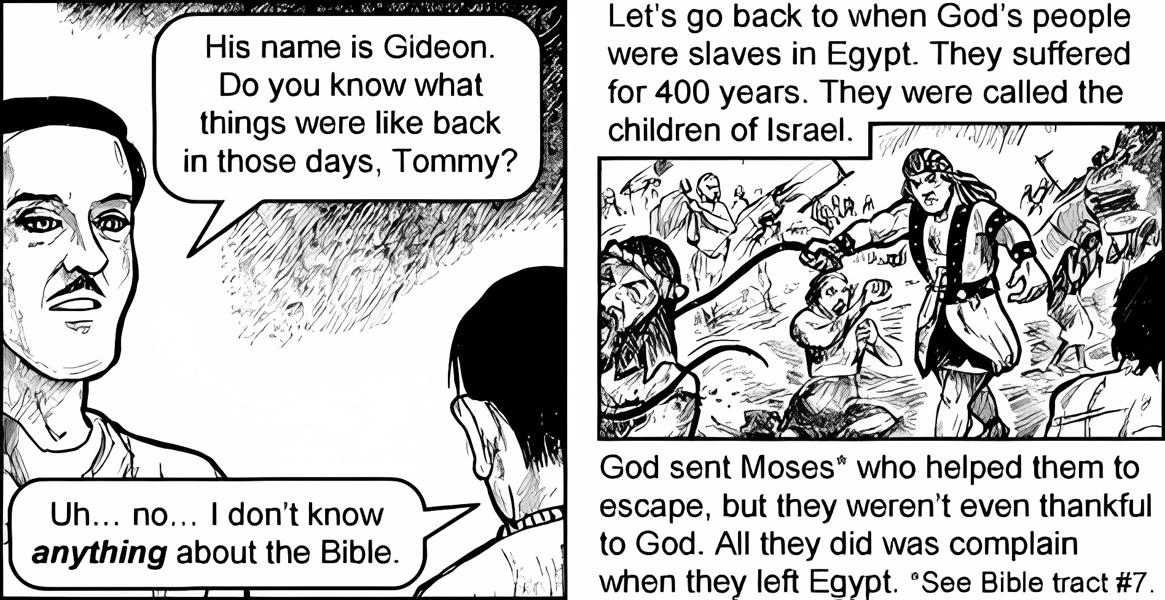 His name is Gideon.
Do you know what
things were like back
in those days, Tommy?
Uh... no... I don't know
anything about the Bible.
Let's go back to when God's people
were slaves in Egypt. They suffered
for 400 years. They were called the
children of Israel.
God sent Moses* who helped them to
escape, but they weren't even thankful
to God. All they did was complain
when they left Egypt. *See Bible tract #7.